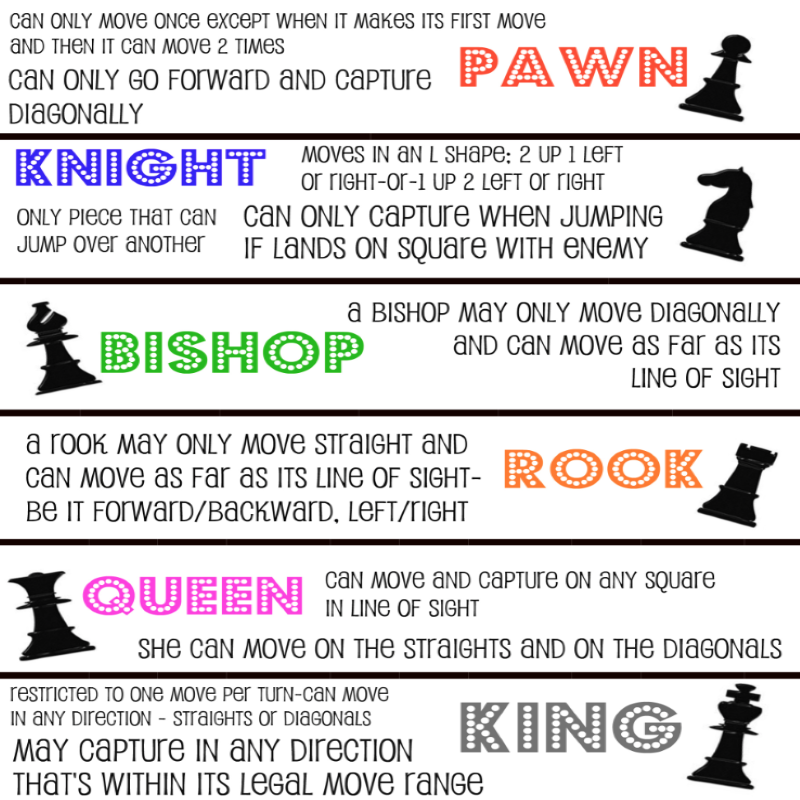 can only move once except when it makes its first move
and then it can move 2 times
can only go forward and capture
diagonally
PAWN
KNIGHT
moves in an L shape: 2 up 1 left
or right-or-1 up 2 left or right
only piece that can
jump over another
can only capture when jumping
if lands on square with enemy
BISHOP
a bishop may only move diagonally
and can move as far as its
line of sight
a rook may only move straight and
can move as far as its line of sight-
be it forward/backward, left/right
ROOK
QUEEN
can move and capture on any square
in line of sight
she can move on the straights and on the diagonals
restricted to one move per turn-can move
in any direction - straights or diagonals
may capture in any direction
that's within its legal move range
KING